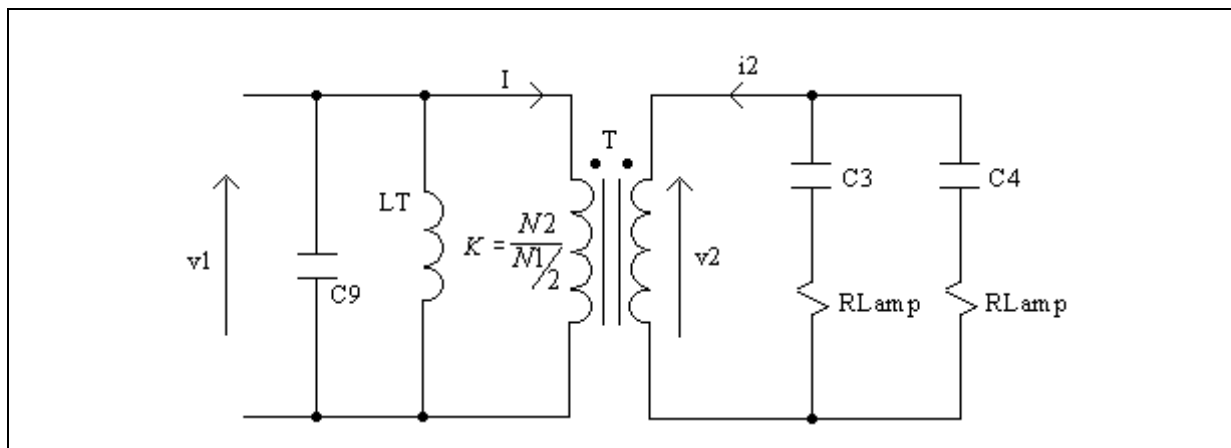 I
i2
T
C3
C4
LT
K = N2
N1/2
v1
C9
v2
RLamp
RLamp